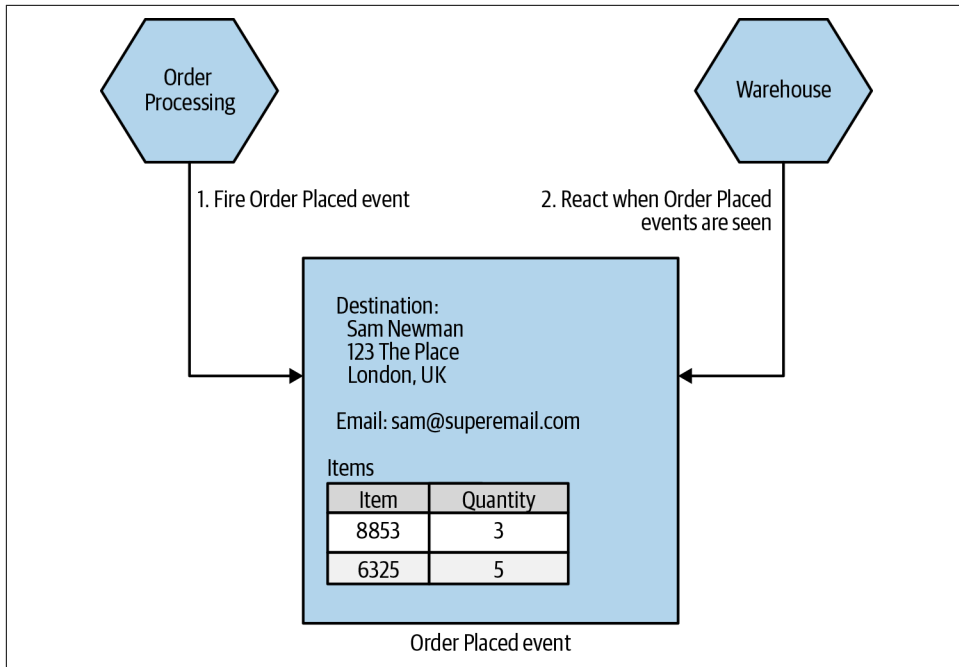 Order
Processing
Warehouse
1. Fire Order Placed event
2. React when Order Placed
events are seen
Destination:
Sam Newman
123 The Place
London, UK
Email: sam@superemail.com
Items
Item Quantity
8853 3
6325 5
Order Placed event